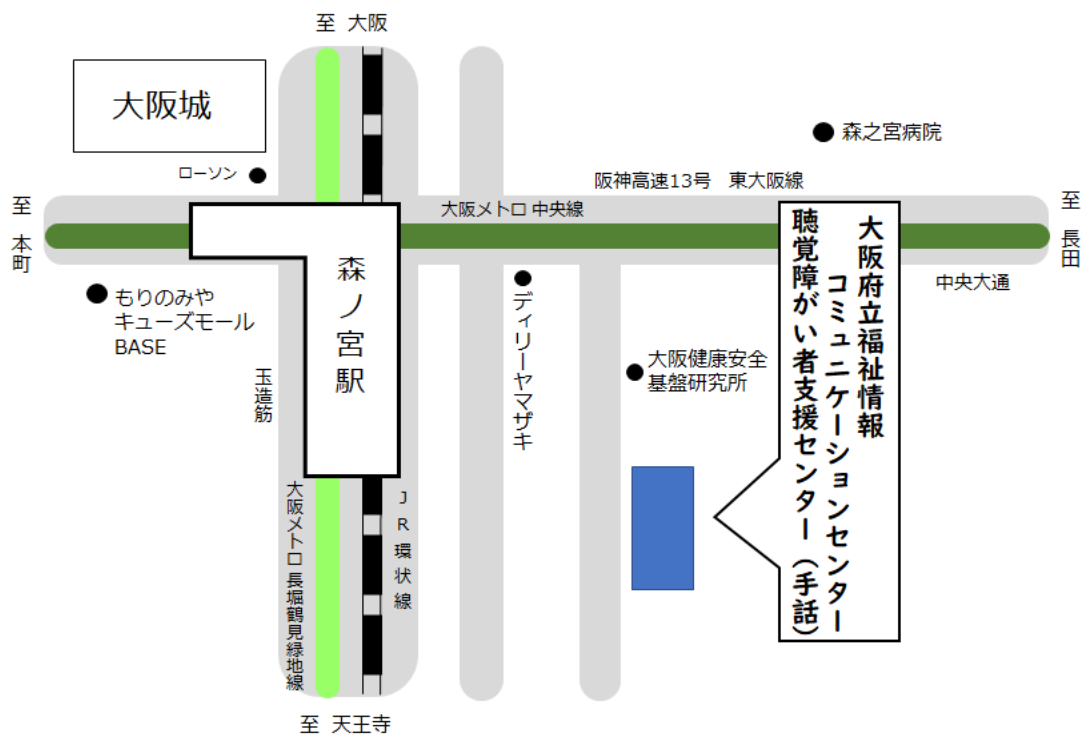 至 大阪
大阪城
ローソン
森之宮病院
阪神高速13号 東大阪線
至 本町
大阪メトロ 中央線
至 長田
中央大通
もりのみや
キューズモール
BASE
森ノ宮駅
玉造筋
ディリーヤマザキ
大阪健康安全
基盤研究所
大阪府立福祉情報
コミュニケーションセンター
聴覚障がい者支援センター（手話）
大阪メトロ 長堀鶴見緑地線
JR環状線
至 天王寺